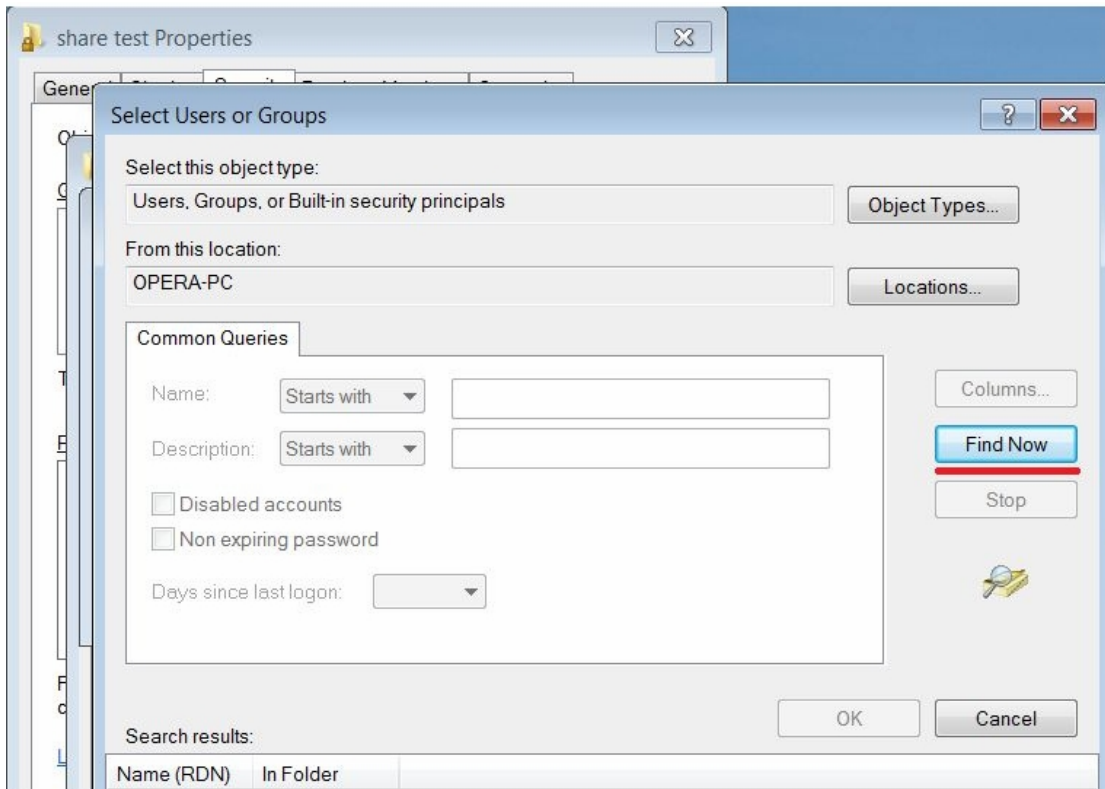 share test Properties
Select Users or Groups
Select this object type:
Users, Groups, or Built-in security principals
Object Types...
From this location:
OPERA-PC
Locations...
Common Queries
Name:
Starts with
Columns...
Description:
Starts with
Find Now
Disabled accounts
Stop
Non expiring password
Days since last logon:
OK
Cancel
Search results:
Name (RDN) In Folder